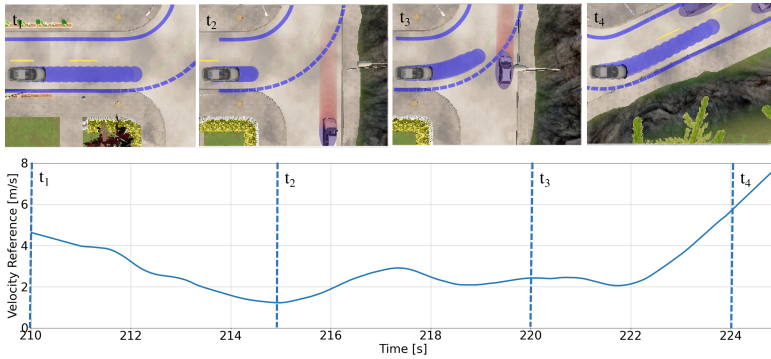 t1 t2 t3 t4
8
t1 t2 t3 t4
6
4
2
0
Velocity Reference [m/s]
210 212 214 216 218 220 222 224
Time [s]